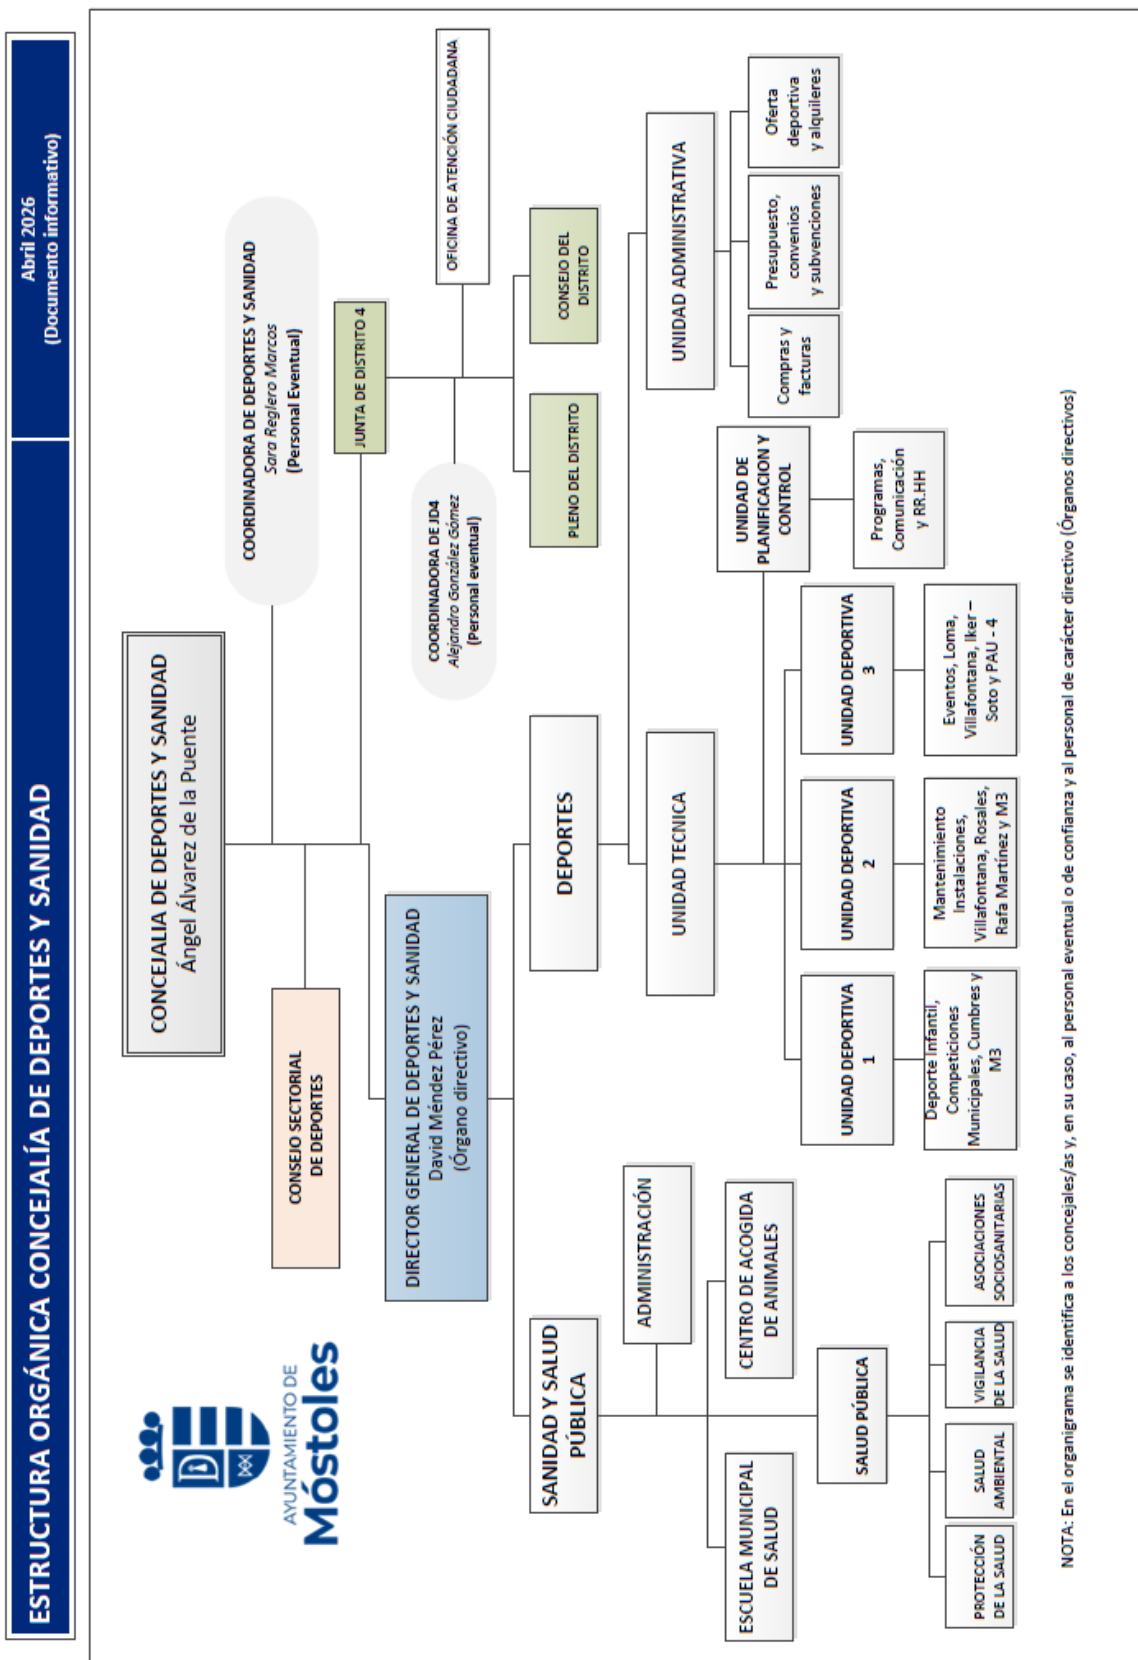 ESTRUCTURA ORGÁNICA CONCEJALÍA DE DEPORTES Y SANIDAD
Abril 2026
(Documento informativo)
AYUNTAMIENTO DE
Móstoles
CONCEJALIA DE DEPORTES Y SANIDAD
Ángel Álvarez de la Puente
COORDINADORA DE DEPORTES Y SANIDAD
Sara Reglero Marcos
(Personal Eventual)
CONSEJO SECTORIAL
DE DEPORTES
JUNTA DE DISTRITO 4
DIRECTOR GENERAL DE DEPORTES Y SANIDAD
David Méndez Pérez
(Órgano directivo)
COORDINADORA DE JD4
Alejandro González Gómez
(Personal eventual)
OFICINA DE ATENCIÓN CIUDADANA
PLENO DEL DISTRITO
CONSEJO DEL
DISTRITO
SANIDAD Y SALUD
PÚBLICA
DEPORTES
ADMINISTRACIÓN
ESCUELA MUNICIPAL
DE SALUD
CENTRO DE ACOGIDA
DE ANIMALES
SALUD PÚBLICA
PROTECCIÓN
DE LA SALUD
SALUD
AMBIENTAL
VIGILANCIA
DE LA SALUD
ASOCIACIONES
SOCIOSANITARIAS
UNIDAD TECNICA
UNIDAD ADMINISTRATIVA
UNIDAD DE
PLANIFICACION Y
CONTROL
Programas,
Comunicación
y RR.HH
Compras y
facturas
Presupuesto,
convenios
y subvenciones
Oferta
deportiva
y alquileres
UNIDAD DEPORTIVA
1
UNIDAD DEPORTIVA
2
UNIDAD DEPORTIVA
3
Deporte Infantil,
Competiciones
Municipales, Cumbres y
M3
Mantenimiento
Instalaciones,
Villafontana, Rosales,
Rafa Martínez y M3
Eventos, Loma,
Villafontana, Iker –
Soto y PAU - 4
NOTA: En el organigrama se identifica a los concejales/as y, en su caso, al personal eventual o de confianza y al personal de carácter directivo (Órganos directivos)